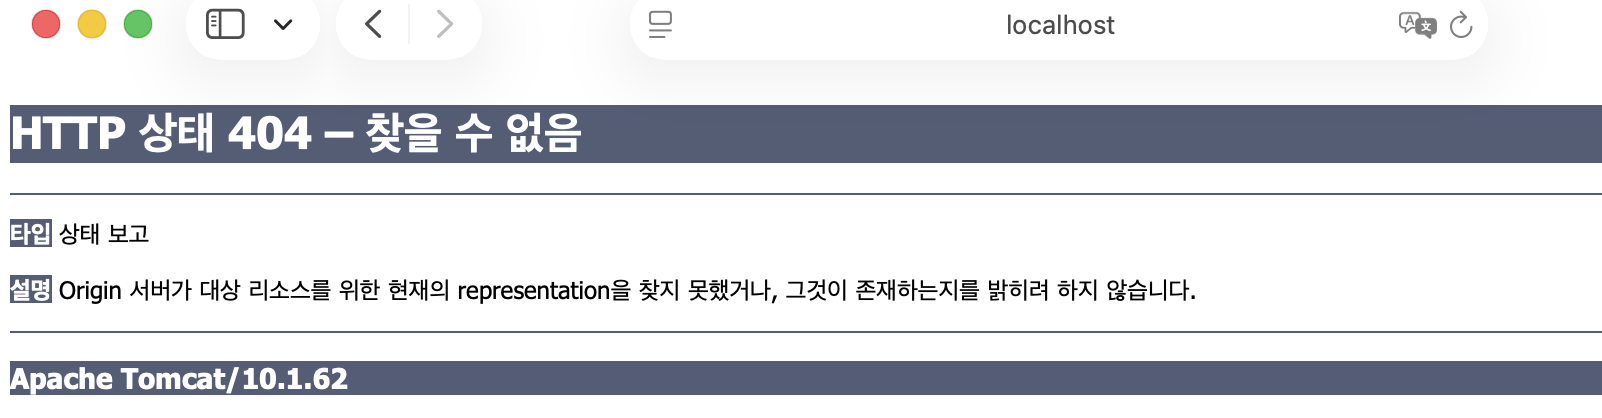 localhost
HTTP 상태 404 – 찾을 수 없음
타입 상태 보고
설명 Origin 서버가 대상 리소스를 위한 현재의 representation을 찾지 못했거나, 그것이 존재하는지를 밝히려 하지 않습니다.
Apache Tomcat/10.1.62